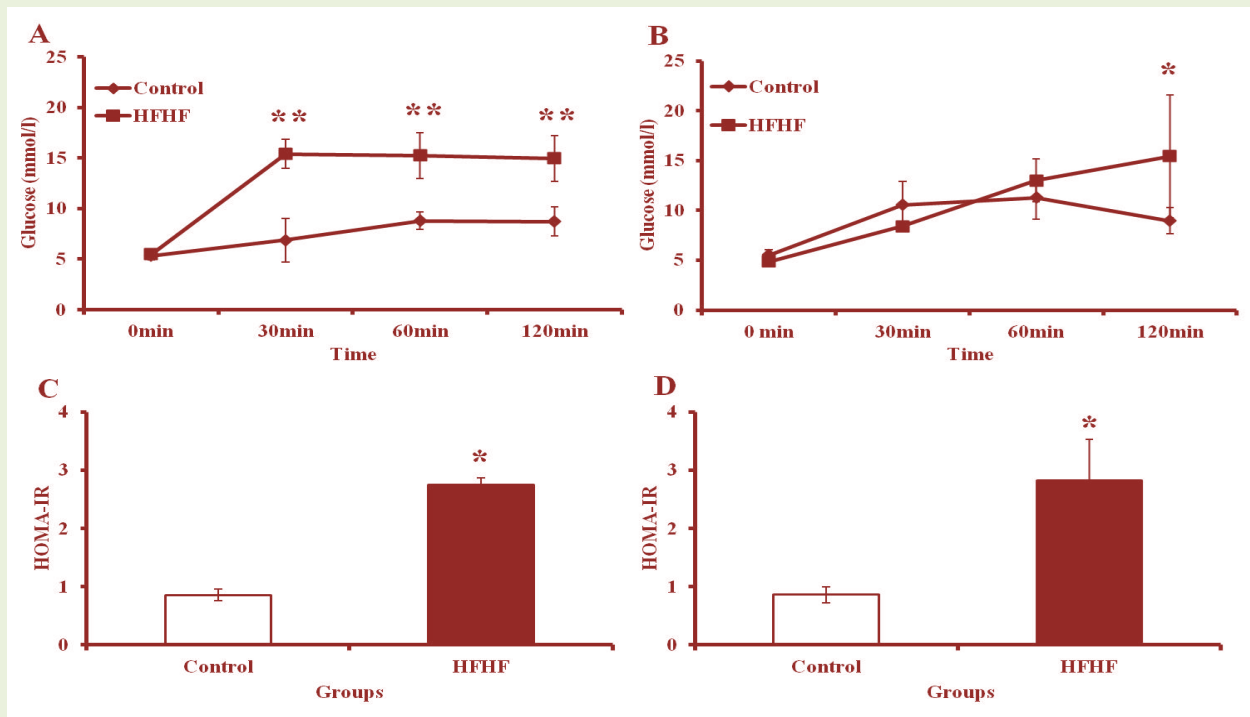 A
25
20
15
10
5
0
Glucose (mmol/l)
Control
HFHF
**
**
**
0min 30min 60min 120min
Time
B
25
20
15
10
5
0
Glucose (mmol/l)
Control
HFHF
*
0 min 30min 60min 120min
Time
C
4
3
2
1
0
HOMA-IR
*
Control HFHF
Groups
D
4
3
2
1
0
HOMA-IR
*
Control HFHF
Groups